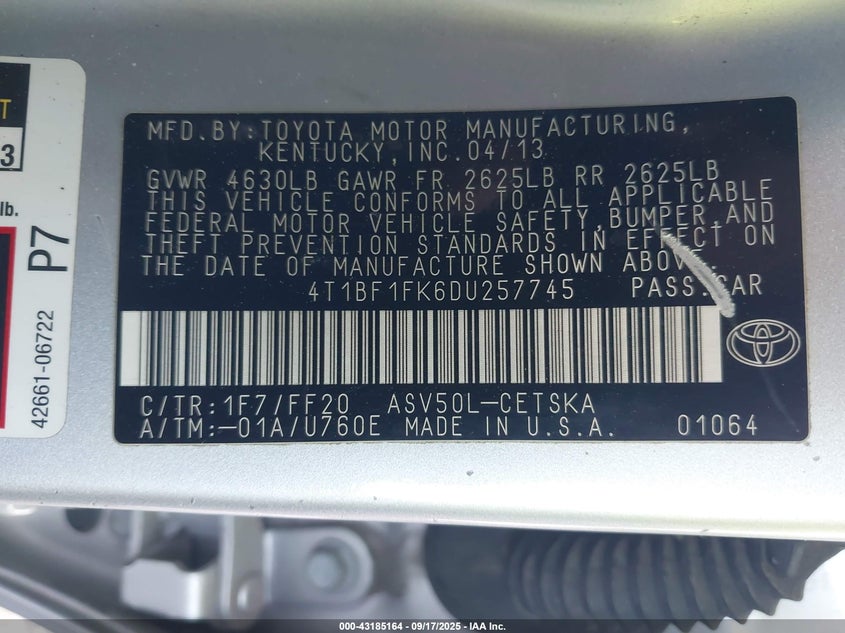 T
3
lb.
P7
42661-06722
MFD.BY:TOYOTA MOTOR MANUFACTURING,
KENTUCKY,INC.04/13
GVWR 4630LB GAWR FR 2625LB RR 2625LB
THIS VEHICLE CONFORMS TO ALL APPLICABLE
FEDERAL MOTOR VEHICLE SAFETY,BUMPER,AND
THEFT PREVENTION STANDARDS IN EFFECT ON
THE DATE OF MANUFACTURE SHOWN ABOVE.
4T1BF1FK6DU257745 PASS.CAR
C/TR:1F7/FF20 ASV50L-CETSKA
A/TM:-01A/U760E MADE IN U.S.A. 01064
000-43185164 - 09/17/2025 - IAA Inc.